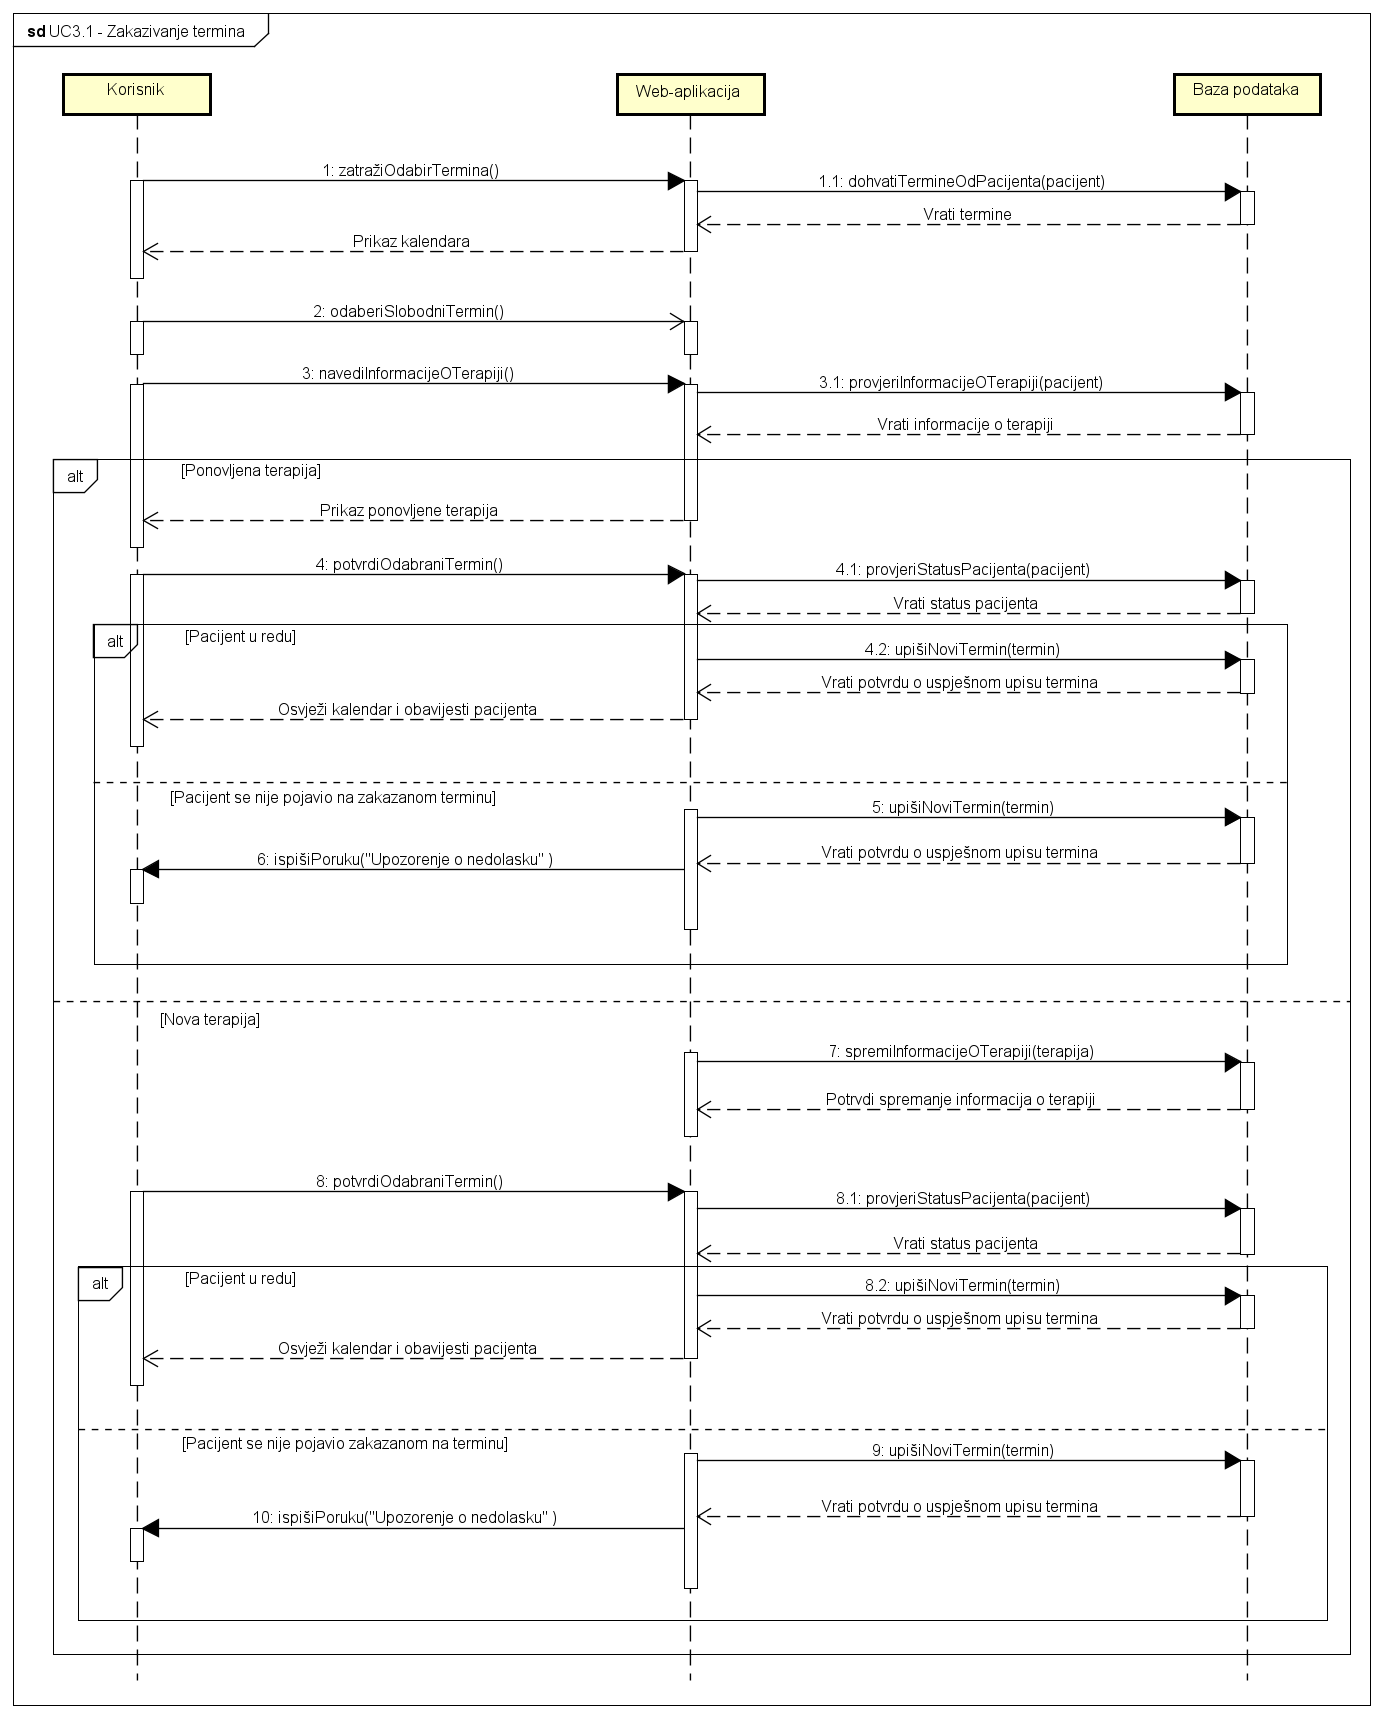 sd UC3.1 - Zakazivanje termina
Korisnik
Web-aplikacija
Baza podataka
1: zatražiOdabirTermina()
1.1: dohvatiTermineOdPacijenta(pacijent)
Vrati termine
Prikaz kalendara
2: odaberiSlobodniTermin()
3: navediInformacijeOTerapiji()
3.1: provjeriInformacijeOTerapiji(pacijent)
Vrati informacije o terapiji
alt
[Ponovljena terapija]
Prikaz ponovljene terapija
4: potvrdiOdabraniTermin()
4.1: provjeriStatusPacijenta(pacijent)
Vrati status pacijenta
alt
[Pacijent u redu]
4.2: upišiNoviTermin(termin)
Vrati potvrdu o uspješnom upisu termina
Osvježi kalendar i obavijesti pacijenta
[Pacijent se nije pojavio na zakazanom terminu]
5: upišiNoviTermin(termin)
Vrati potvrdu o uspješnom upisu termina
6: ispišiPoruku("Upozorenje o nedolasku" )
[Nova terapija]
7: spremiInformacijeOTerapiji(terapija)
Potrvdi spremanje informacija o terapiji
8: potvrdiOdabraniTermin()
8.1: provjeriStatusPacijenta(pacijent)
Vrati status pacijenta
alt
[Pacijent u redu]
8.2: upišiNoviTermin(termin)
Vrati potvrdu o uspješnom upisu termina
Osvježi kalendar i obavijesti pacijenta
[Pacijent se nije pojavio zakazanom na terminu]
9: upišiNoviTermin(termin)
Vrati potvrdu o uspješnom upisu termina
10: ispišiPoruku("Upozorenje o nedolasku" )